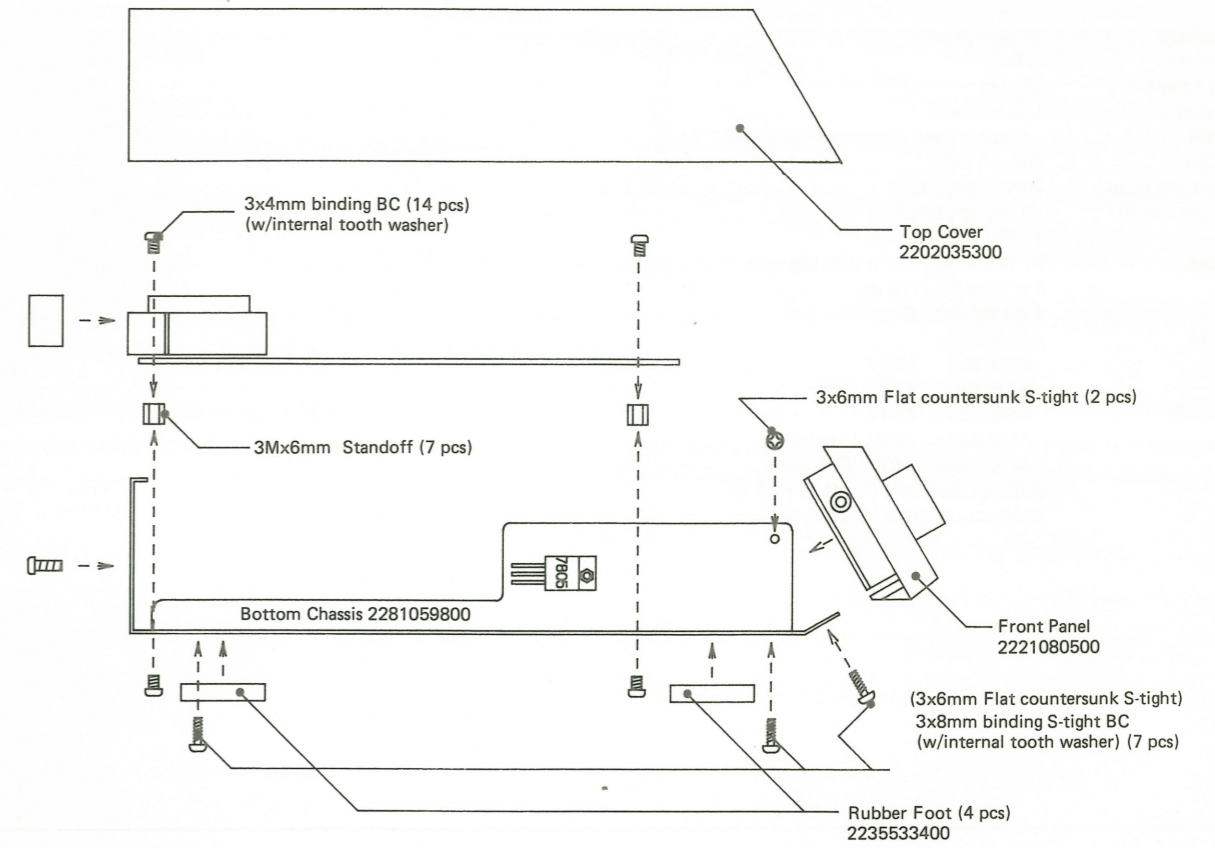 3x4mm binding BC (14 pcs)
(w/internal tooth washer)
Top Cover
2202035300
3x6mm Flat countersunk S-tight (2 pcs)
3Mx6mm Standoff (7 pcs)
7805
Bottom Chassis 2281059800
Front Panel
2221080500
(3x6mm Flat countersunk S-tight)
3x8mm binding S-tight BC
(w/internal tooth washer) (7 pcs)
Rubber Foot (4 pcs)
2235533400